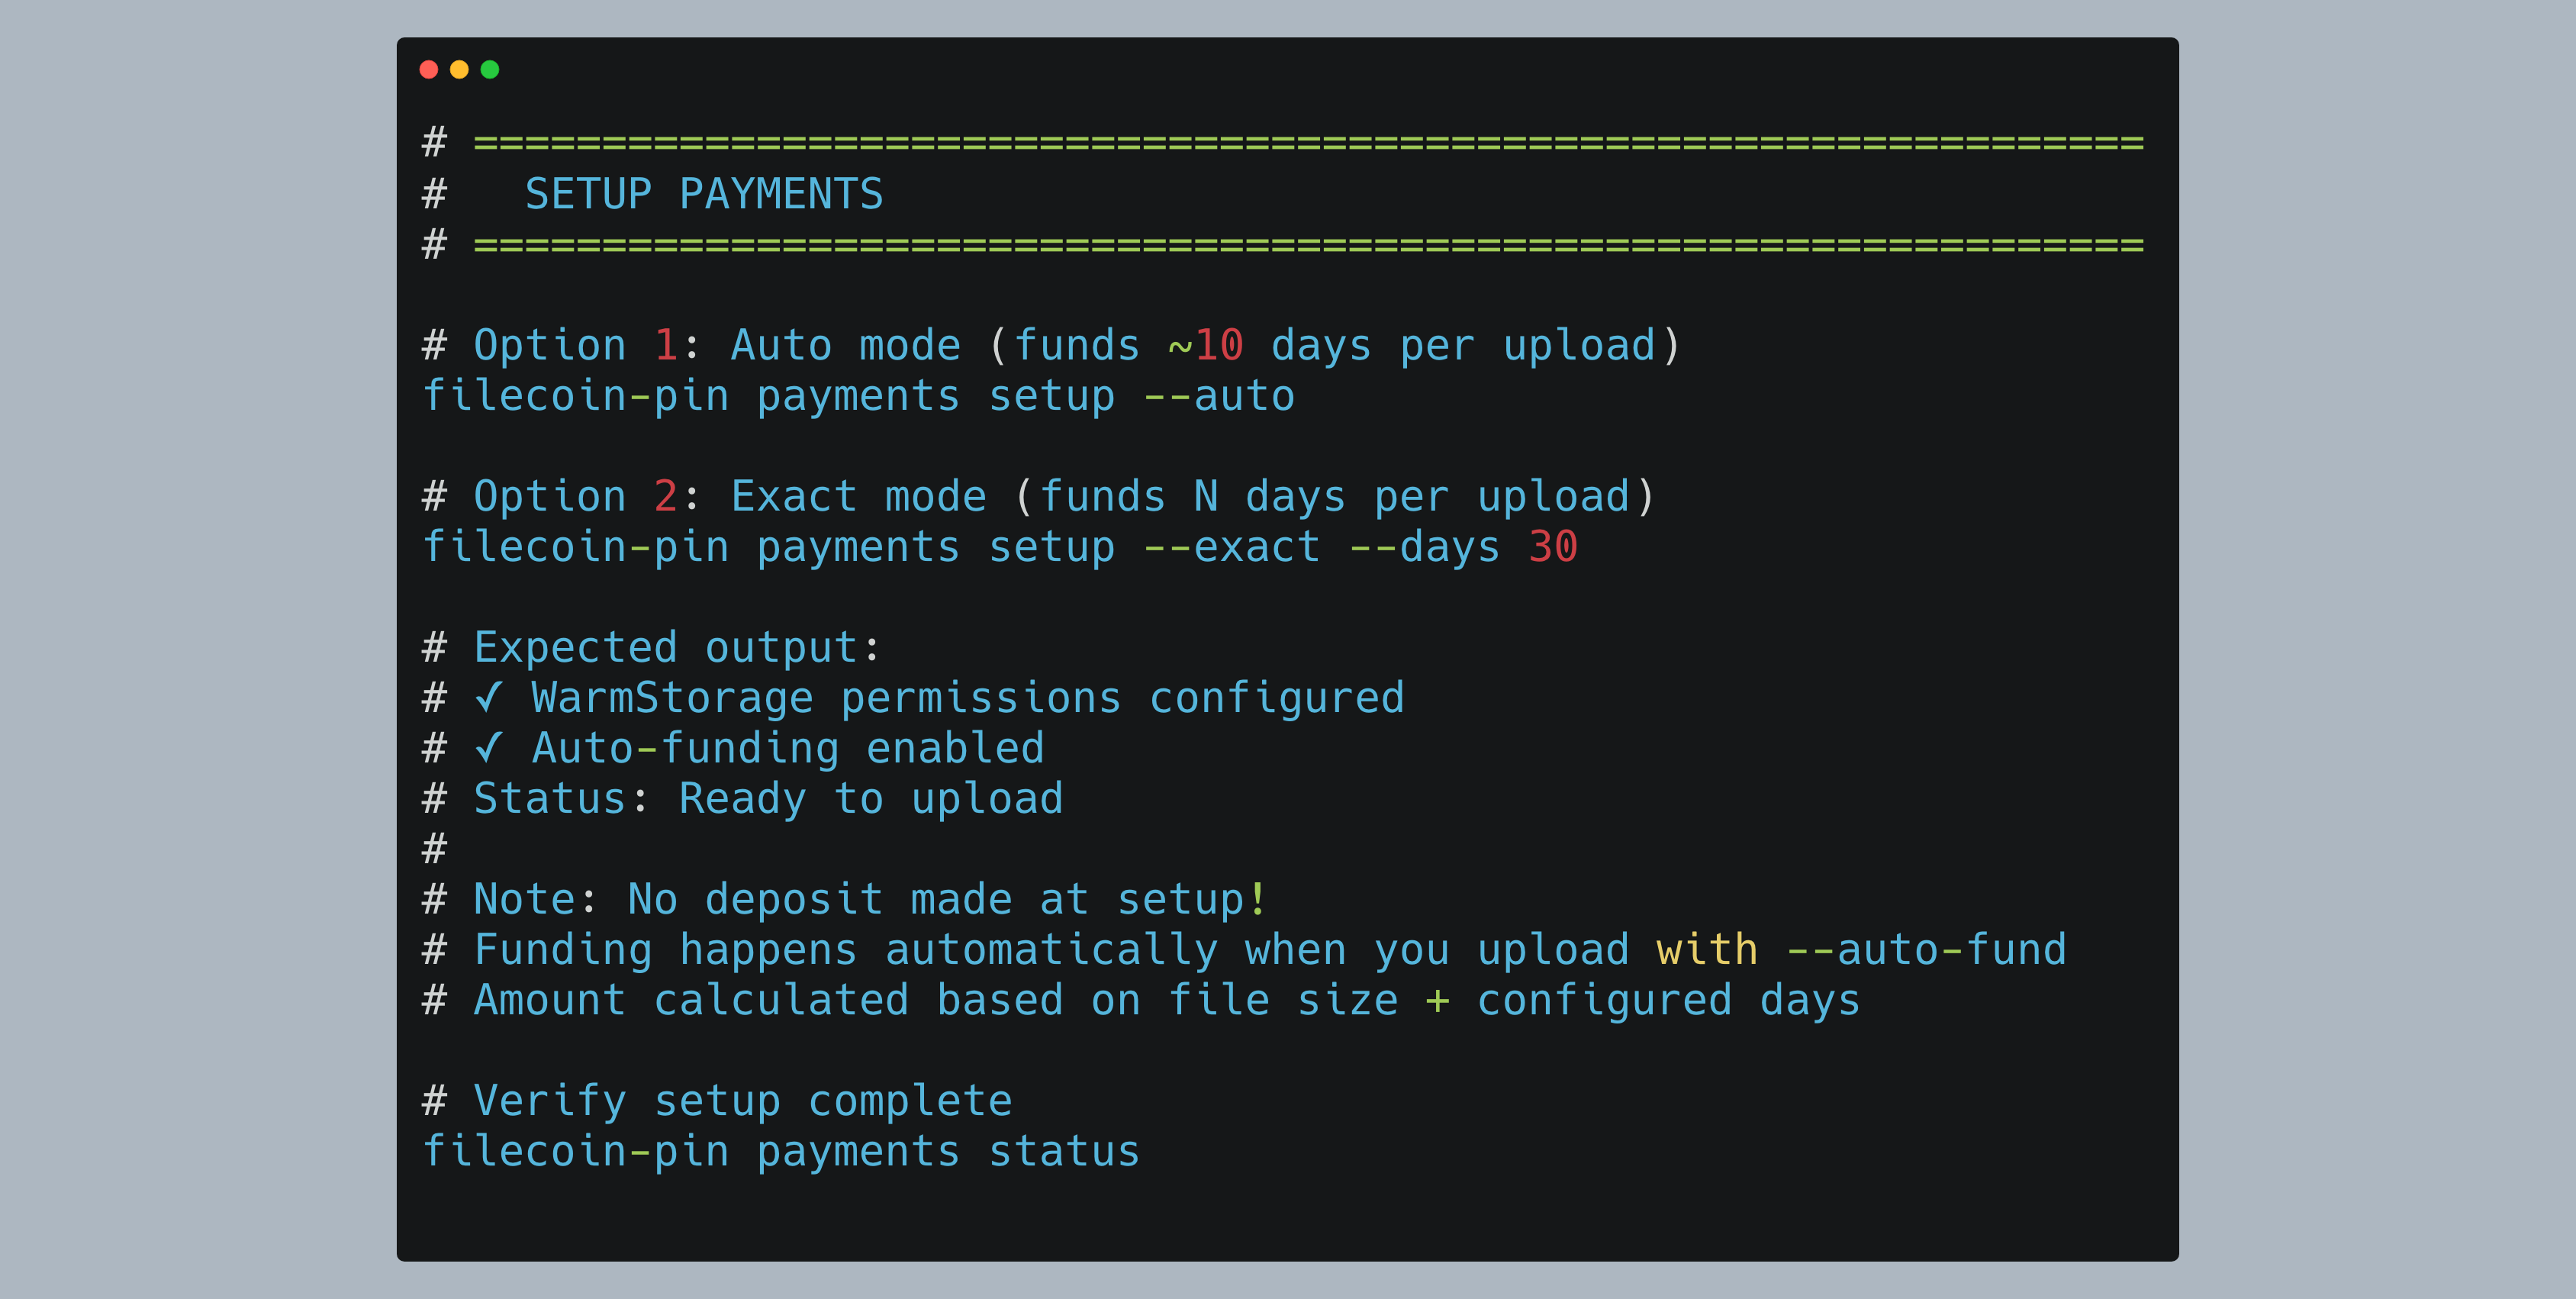 # =================================================================
#   SETUP PAYMENTS
# =================================================================
# Option 1: Auto mode (funds ~10 days per upload)
filecoin-pin payments setup --auto
# Option 2: Exact mode (funds N days per upload)
filecoin-pin payments setup --exact --days 30
# Expected output:
# ✓ WarmStorage permissions configured
# ✓ Auto-funding enabled
# Status: Ready to upload
#
# Note: No deposit made at setup!
# Funding happens automatically when you upload with --auto-fund
# Amount calculated based on file size + configured days
# Verify setup complete
filecoin-pin payments status